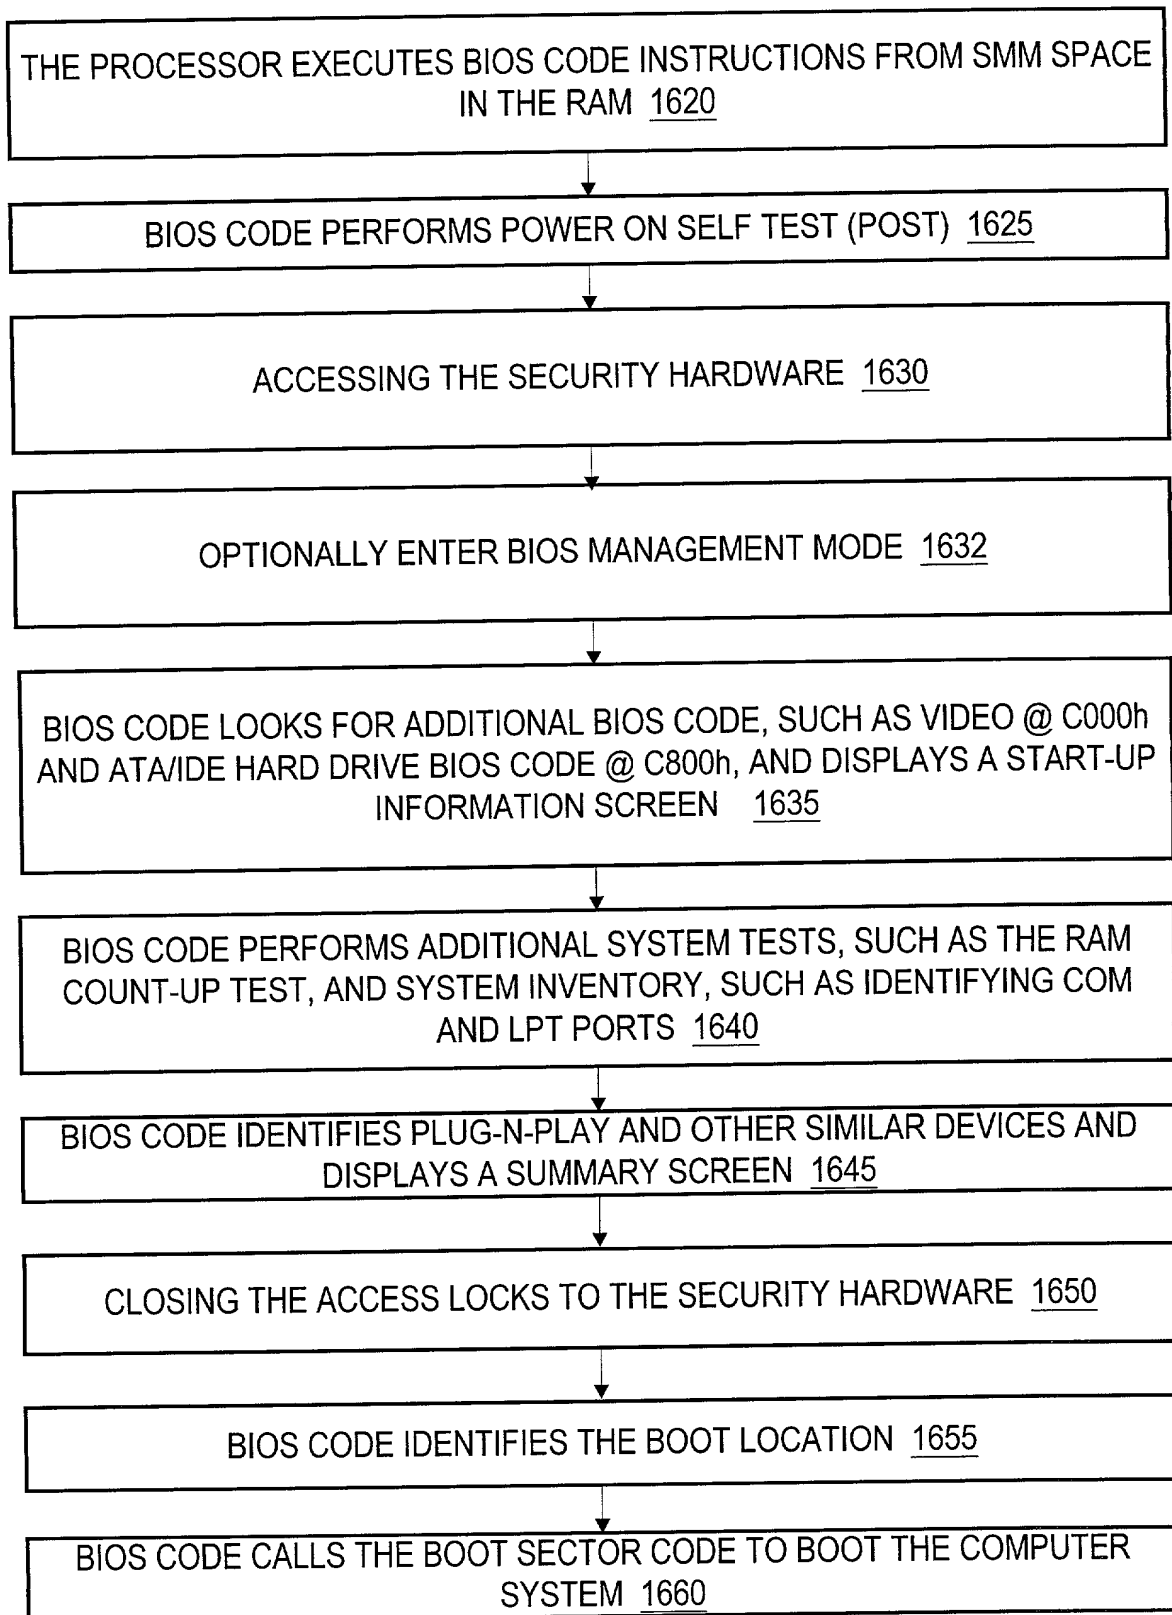 THE PROCESSOR EXECUTES BIOS CODE INSTRUCTIONS FROM SMM SPACE
IN THE RAM 1620
BIOS CODE PERFORMS POWER ON SELF TEST (POST) 1625
ACCESSING THE SECURITY HARDWARE 1630
OPTIONALLY ENTER BIOS MANAGEMENT MODE 1632
BIOS CODE LOOKS FOR ADDITIONAL BIOS CODE, SUCH AS VIDEO @ C000h
AND ATA/IDE HARD DRIVE BIOS CODE @ C800h, AND DISPLAYS A START-UP
INFORMATION SCREEN 1635
BIOS CODE PERFORMS ADDITIONAL SYSTEM TESTS, SUCH AS THE RAM
COUNT-UP TEST, AND SYSTEM INVENTORY, SUCH AS IDENTIFYING COM
AND LPT PORTS 1640
BIOS CODE IDENTIFIES PLUG-N-PLAY AND OTHER SIMILAR DEVICES AND
DISPLAYS A SUMMARY SCREEN 1645
CLOSING THE ACCESS LOCKS TO THE SECURITY HARDWARE 1650
BIOS CODE IDENTIFIES THE BOOT LOCATION 1655
BIOS CODE CALLS THE BOOT SECTOR CODE TO BOOT THE COMPUTER
SYSTEM 1660